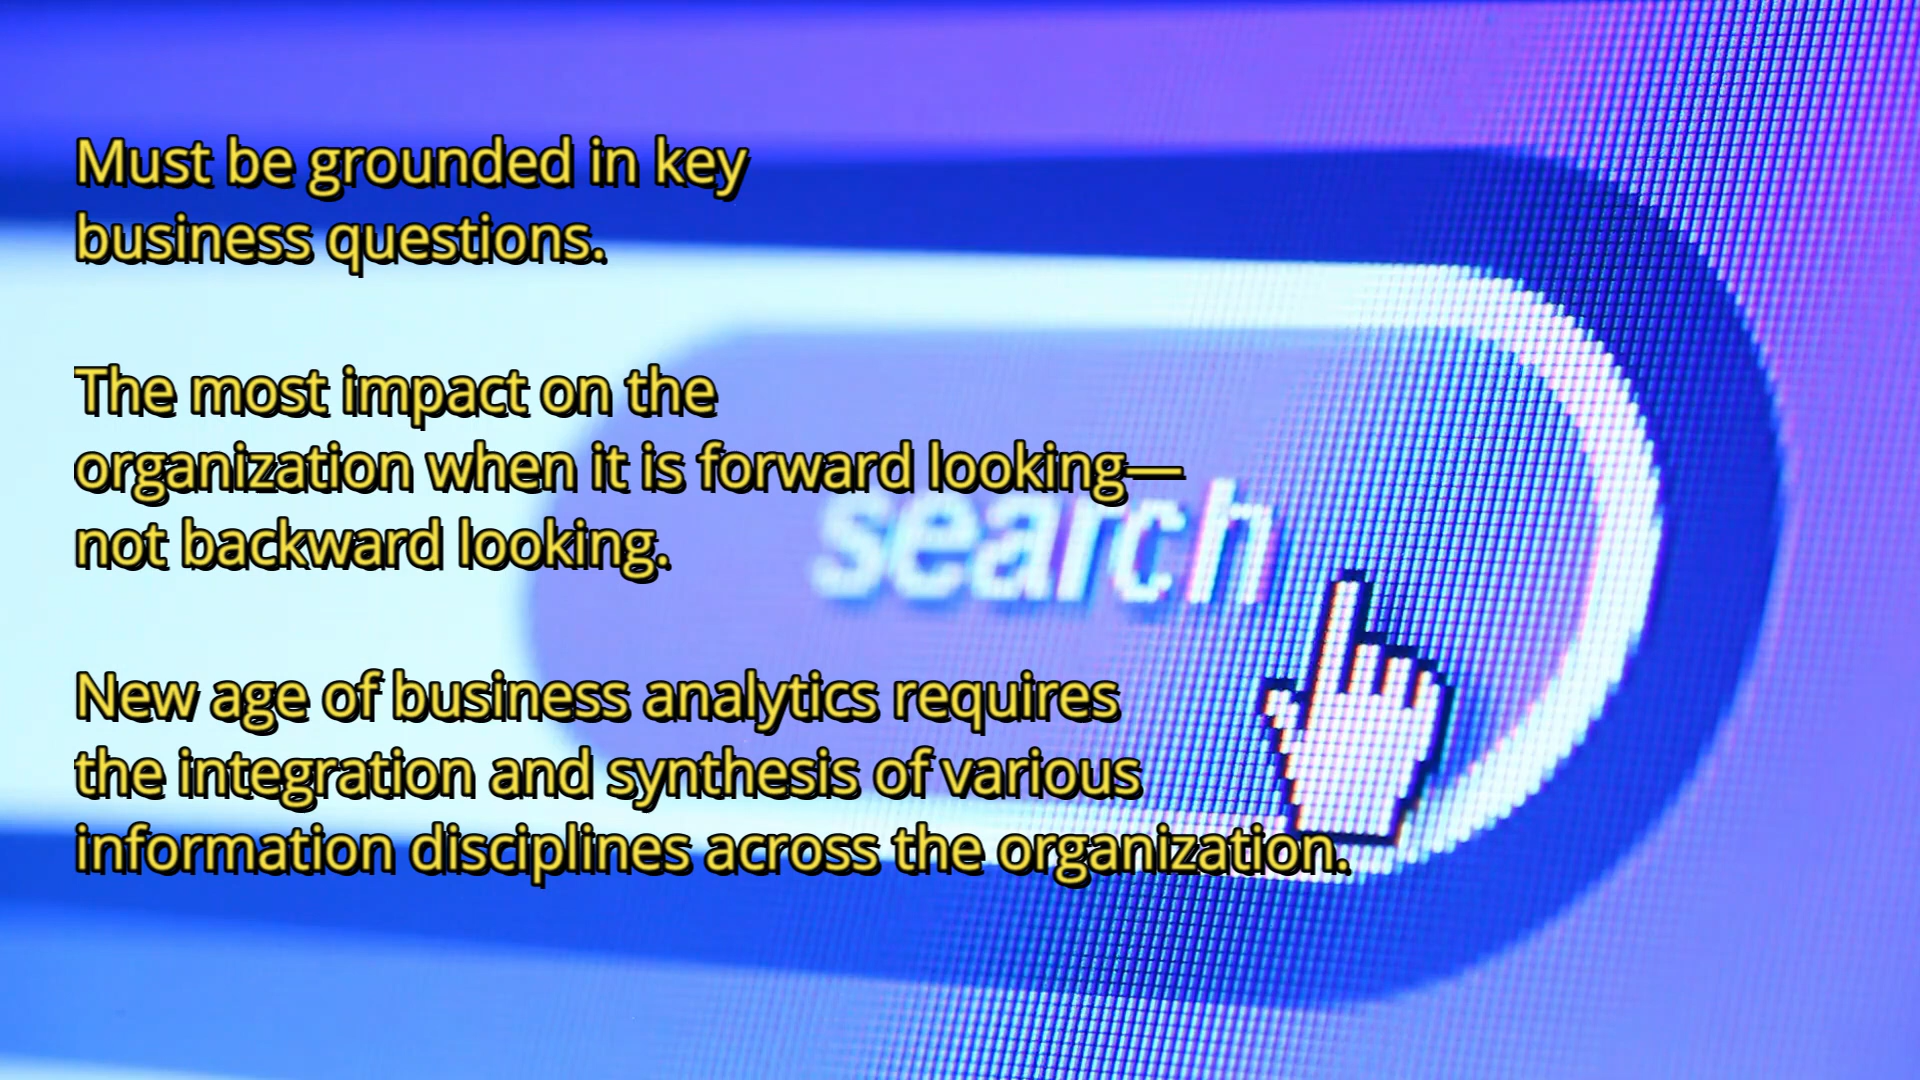 Must be grounded in key
business questions.
The most impact on the
organization when it is forward looking—
not backward looking.
search
New age of business analytics requires
the integration and synthesis of various
information disciplines across the organization.